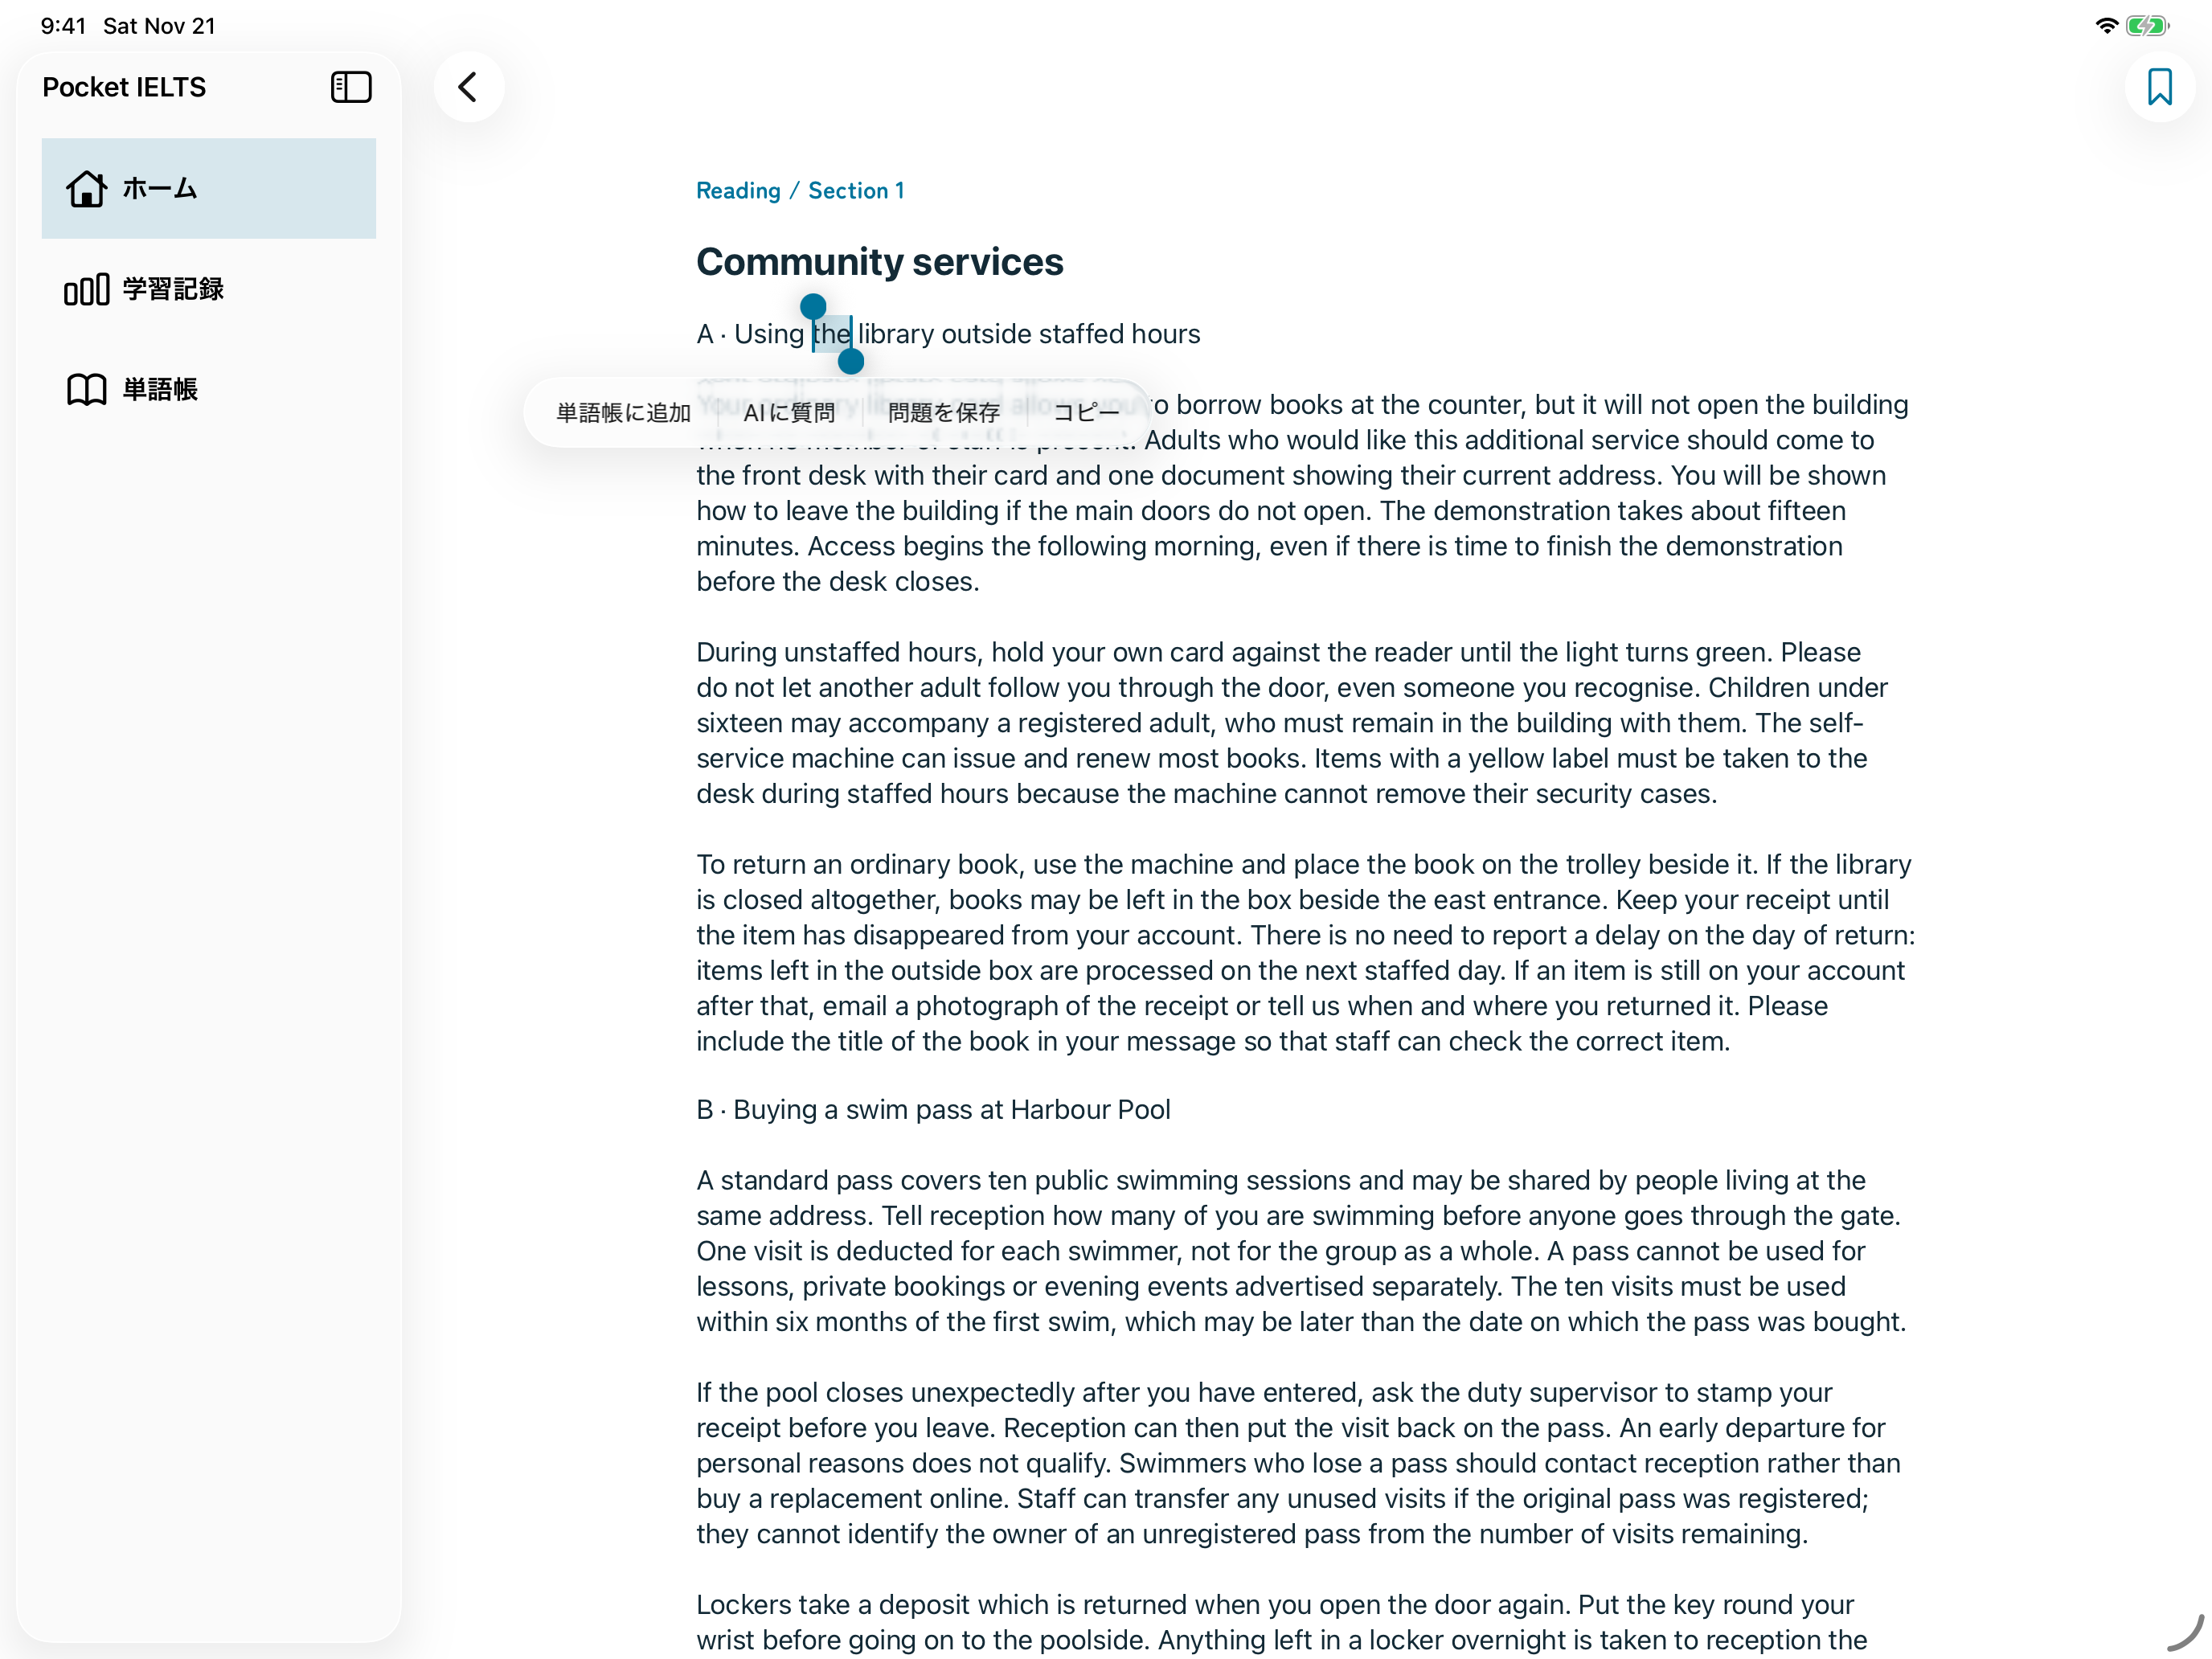 9:41 Sat Nov 21
Pocket IELTS
ホーム
学習記録
単語帳
Reading / Section 1
Community services
A · Using the library outside staffed hours
単語帳に追加 AIに質問 問題を保存 コピー
Your ordinary library card allows you to borrow books at the counter, but it will not open the building
when no member of staff is present. Adults who would like this additional service should come to
the front desk with their card and one document showing their current address. You will be shown
how to leave the building if the main doors do not open. The demonstration takes about fifteen
minutes. Access begins the following morning, even if there is time to finish the demonstration
before the desk closes.
During unstaffed hours, hold your own card against the reader until the light turns green. Please
do not let another adult follow you through the door, even someone you recognise. Children under
sixteen may accompany a registered adult, who must remain in the building with them. The self-
service machine can issue and renew most books. Items with a yellow label must be taken to the
desk during staffed hours because the machine cannot remove their security cases.
To return an ordinary book, use the machine and place the book on the trolley beside it. If the library
is closed altogether, books may be left in the box beside the east entrance. Keep your receipt until
the item has disappeared from your account. There is no need to report a delay on the day of return:
items left in the outside box are processed on the next staffed day. If an item is still on your account
after that, email a photograph of the receipt or tell us when and where you returned it. Please
include the title of the book in your message so that staff can check the correct item.
B · Buying a swim pass at Harbour Pool
A standard pass covers ten public swimming sessions and may be shared by people living at the
same address. Tell reception how many of you are swimming before anyone goes through the gate.
One visit is deducted for each swimmer, not for the group as a whole. A pass cannot be used for
lessons, private bookings or evening events advertised separately. The ten visits must be used
within six months of the first swim, which may be later than the date on which the pass was bought.
If the pool closes unexpectedly after you have entered, ask the duty supervisor to stamp your
receipt before you leave. Reception can then put the visit back on the pass. An early departure for
personal reasons does not qualify. Swimmers who lose a pass should contact reception rather than
buy a replacement online. Staff can transfer any unused visits if the original pass was registered;
they cannot identify the owner of an unregistered pass from the number of visits remaining.
Lockers take a deposit which is returned when you open the door again. Put the key round your
wrist before going on to the poolside. Anything left in a locker overnight is taken to reception the